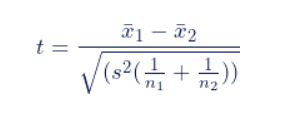 t = \frac{\bar{x}_1 - \bar{x}_2}{\sqrt{(s^2(\frac{1}{n_1} + \frac{1}{n_2}))}}